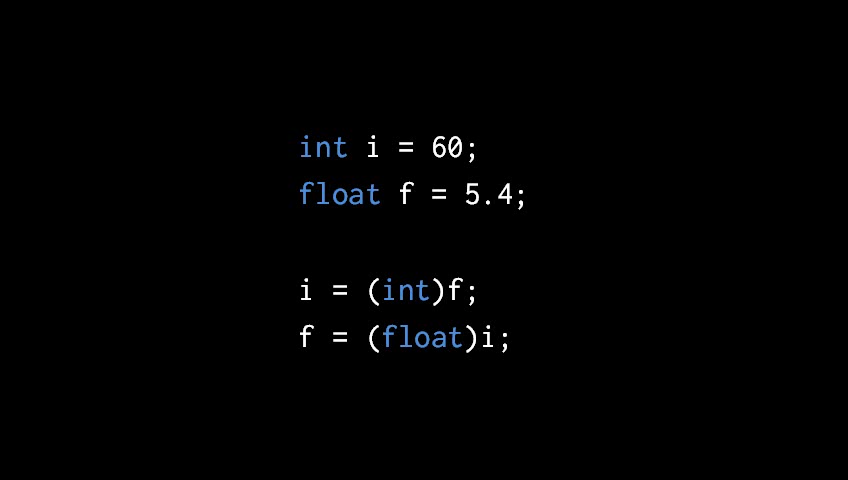 int i = 60;
float f = 5.4;
i = (int)f;
f = (float)i;